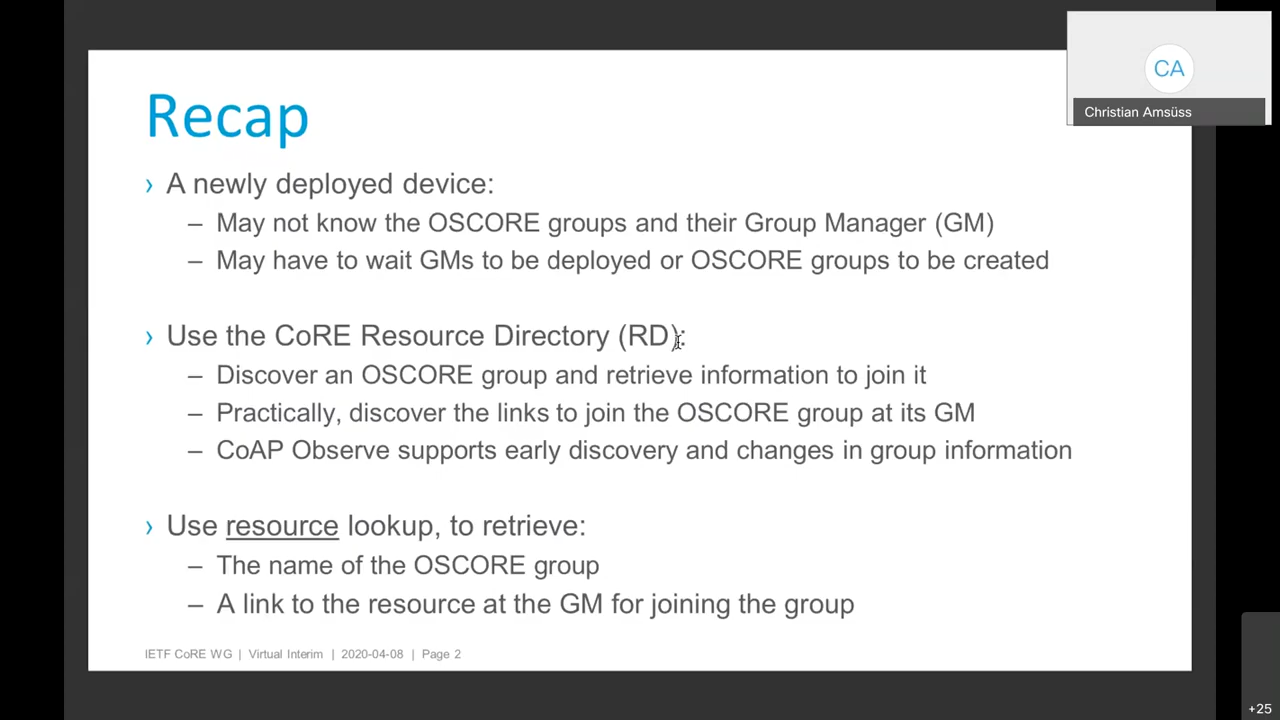 CA
Christian Amsüss
Recap
› A newly deployed device:
– May not know the OSCORE groups and their Group Manager (GM)
– May have to wait GMs to be deployed or OSCORE groups to be created
› Use the CoRE Resource Directory (RD):
– Discover an OSCORE group and retrieve information to join it
– Practically, discover the links to join the OSCORE group at its GM
– CoAP Observe supports early discovery and changes in group information
› Use resource lookup, to retrieve:
– The name of the OSCORE group
– A link to the resource at the GM for joining the group
IETF CoRE WG | Virtual Interim | 2020-04-08 | Page 2
+25